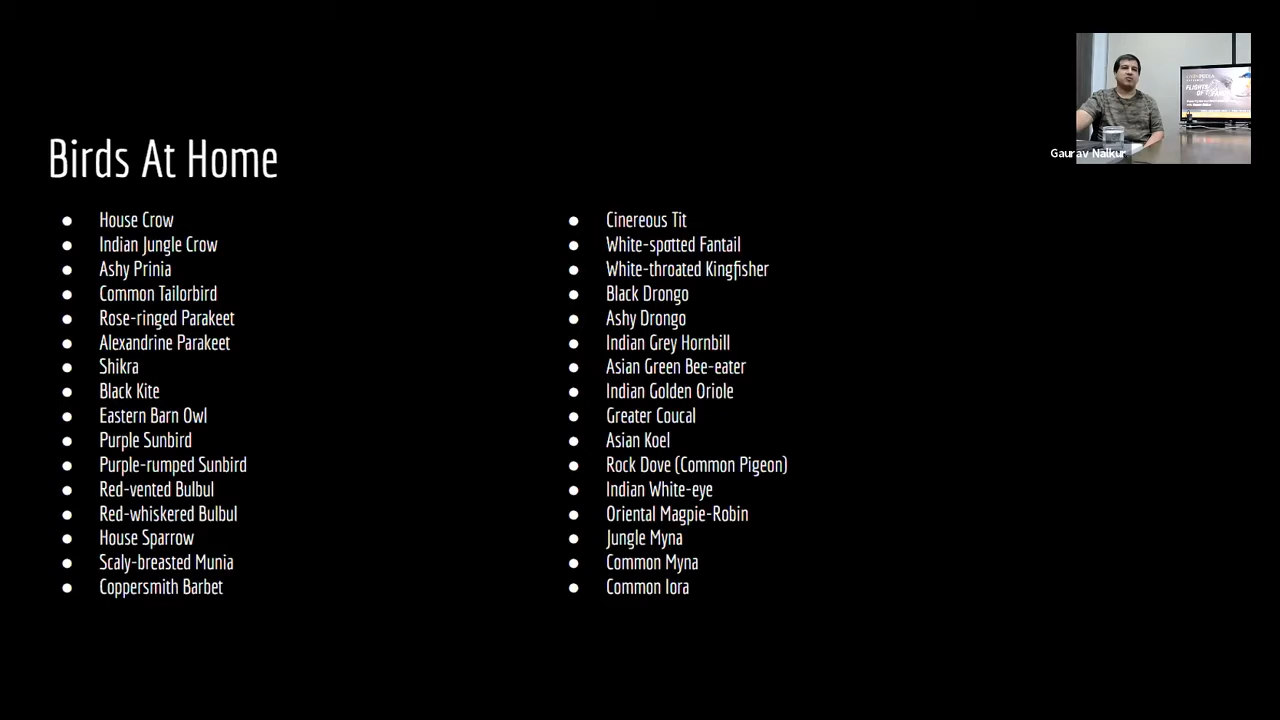 Birds At Home
House Crow
Indian Jungle Crow
Ashy Prinia
Common Tailorbird
Rose-ringed Parakeet
Alexandrine Parakeet
Shikra
Black Kite
Eastern Barn Owl
Purple Sunbird
Purple-rumped Sunbird
Red-vented Bulbul
Red-whiskered Bulbul
House Sparrow
Scaly-breasted Munia
Coppersmith Barbet
Cinereous Tit
White-spotted Fantail
White-throated Kingfisher
Black Drongo
Ashy Drongo
Indian Grey Hornbill
Asian Green Bee-eater
Indian Golden Oriole
Greater Coucal
Asian Koel
Rock Dove (Common Pigeon)
Indian White-eye
Oriental Magpie-Robin
Jungle Myna
Common Myna
Common Iora
FLIGHTS
Gaurav Nalkur